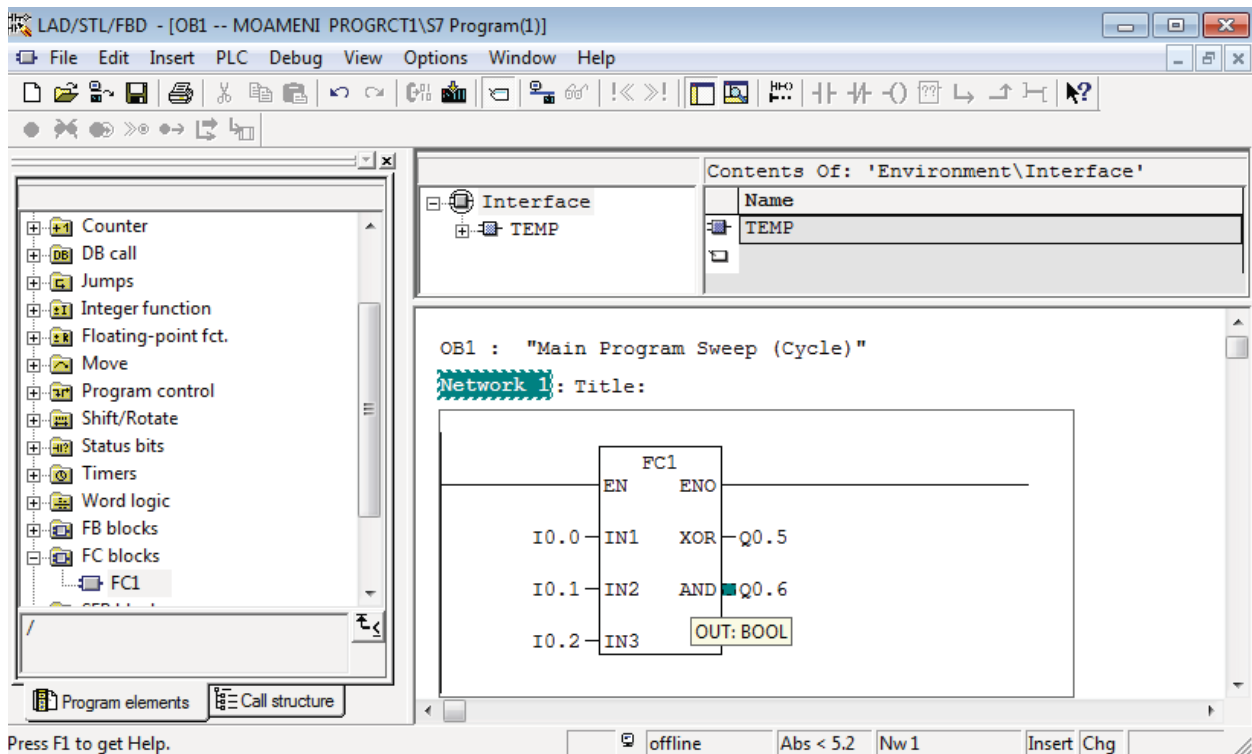 LAD/STL/FBD - [OB1 -- MOAMENI PROGRCT1\S7 Program(1)]
File Edit Insert PLC Debug View Options Window Help
Counter
DB call
Jumps
Integer function
Floating-point fct.
Move
Program control
Shift/Rotate
Status bits
Timers
Word logic
FB blocks
FC blocks
FC1
/
Program elements Call structure
Interface
TEMP
Contents Of: 'Environment\Interface'
Name
TEMP
OB1 : "Main Program Sweep (Cycle)"
Network 1: Title:
FC1
EN ENO
I0.0 IN1 XOR Q0.5
I0.1 IN2 AND Q0.6
OUT: BOOL
I0.2 IN3
Press F1 to get Help.
offline Abs < 5.2 Nw 1 Insert Chg